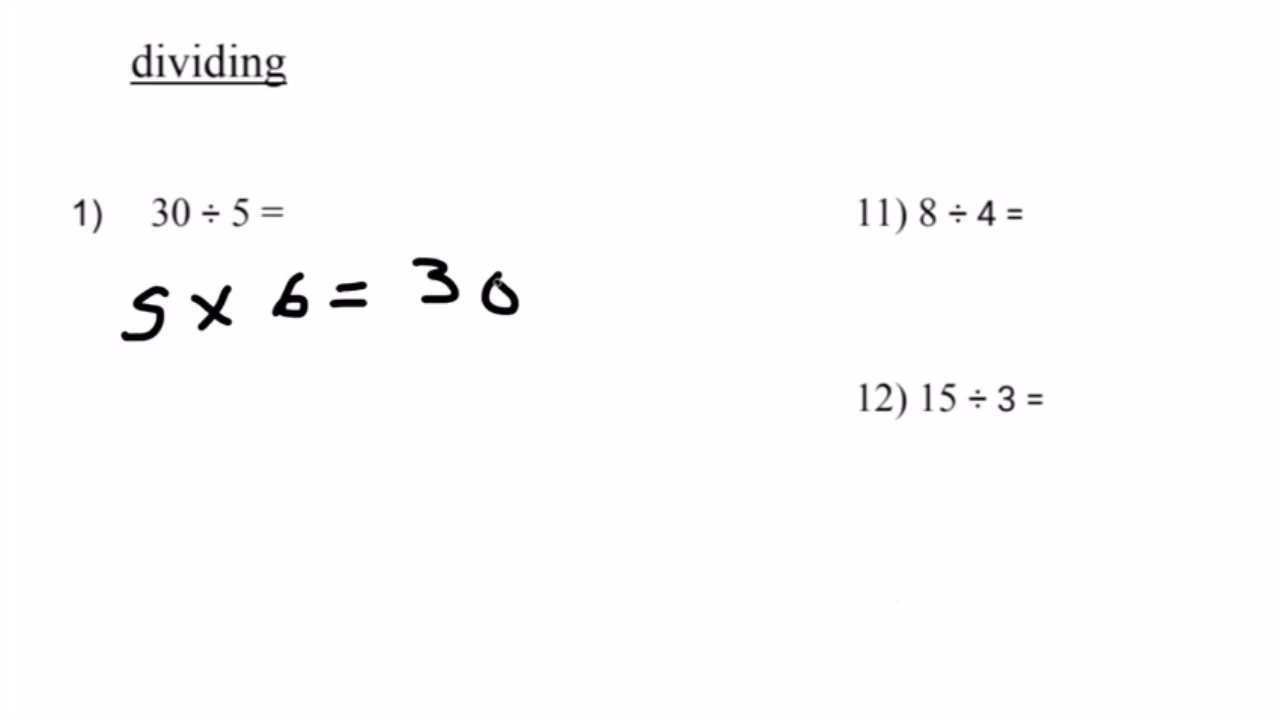 dividing
1) 30 ÷ 5 =
5 x 6 = 30
11) 8 ÷ 4 =
12) 15 ÷ 3 =